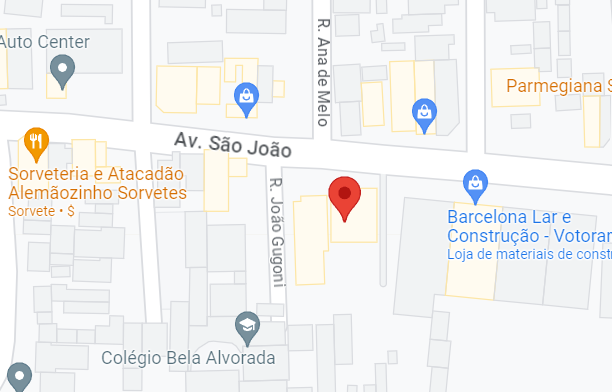 Auto Center
R. Ana de Melo
Parmegiana S
Av. São João
Sorveteria e Atacadão
Alemãozinho Sorvetes
Sorvete • $
R. João Gugoni
Barcelona Lar e
Construção - Votorar
Loja de materiais de constr
Colégio Bela Alvorada